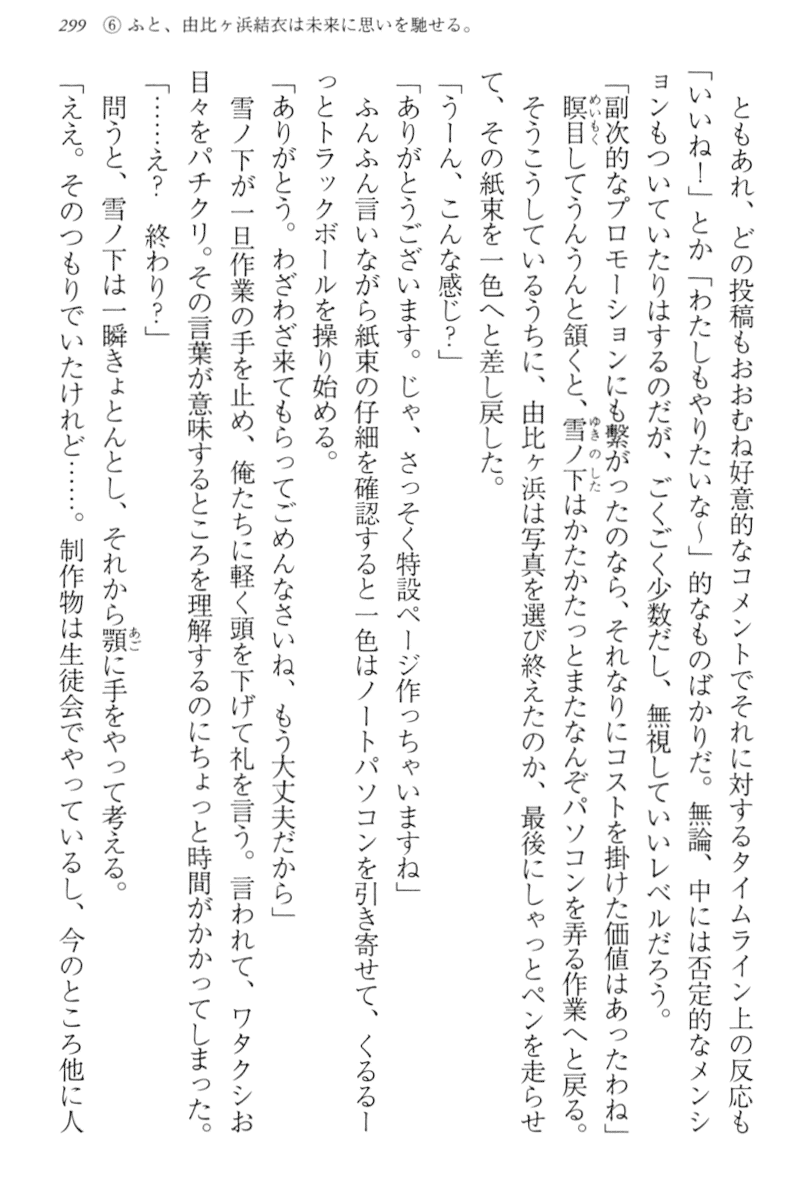 299 ⑥ ふと、由比ヶ浜結衣は未来に思いを馳せる。
ともあれ、どの投稿もおおむね好意的なコメントでそれに対するタイムライン上の反応も
「いいね！」とか「わたしもやりたいな～」的なものばかりだ。無論、中には否定的なメンシ
ョンもついていたりはするのだが、ごくごく少数だし、無視していいレベルだろう。
「副次的なプロモーションにも繫がったのなら、それなりにコストを掛けた価値はあったわね」
瞑目してうんうんと頷くと、雪ノ下はかたかたっとまたなんぞパソコンを弄る作業へと戻る。
そうこうしているうちに、由比ヶ浜は写真を選び終えたのか、最後にしゃっとペンを走らせ
て、その紙束を一色へと差し戻した。
「うーん、こんな感じ？」
「ありがとうございます。じゃ、さっそく特設ページ作っちゃいますね」
ふんふん言いながら紙束の仔細を確認すると一色はノートパソコンを引き寄せて、くるるー
っとトラックボールを操り始める。
「ありがとう。わざわざ来てもらってごめんなさいね、もう大丈夫だから」
雪ノ下が一旦作業の手を止め、俺たちに軽く頭を下げて礼を言う。言われて、ワタクシお
目々をパチクリ。その言葉が意味するところを理解するのにちょっと時間がかかってしまった。
「……え？　終わり？」
問うと、雪ノ下は一瞬きょとんとし、それから顎に手をやって考える。
「ええ。そのつもりでいたけれど……。制作物は生徒会でやっているし、今のところ他に人
めいもく
ゆきのした
あご